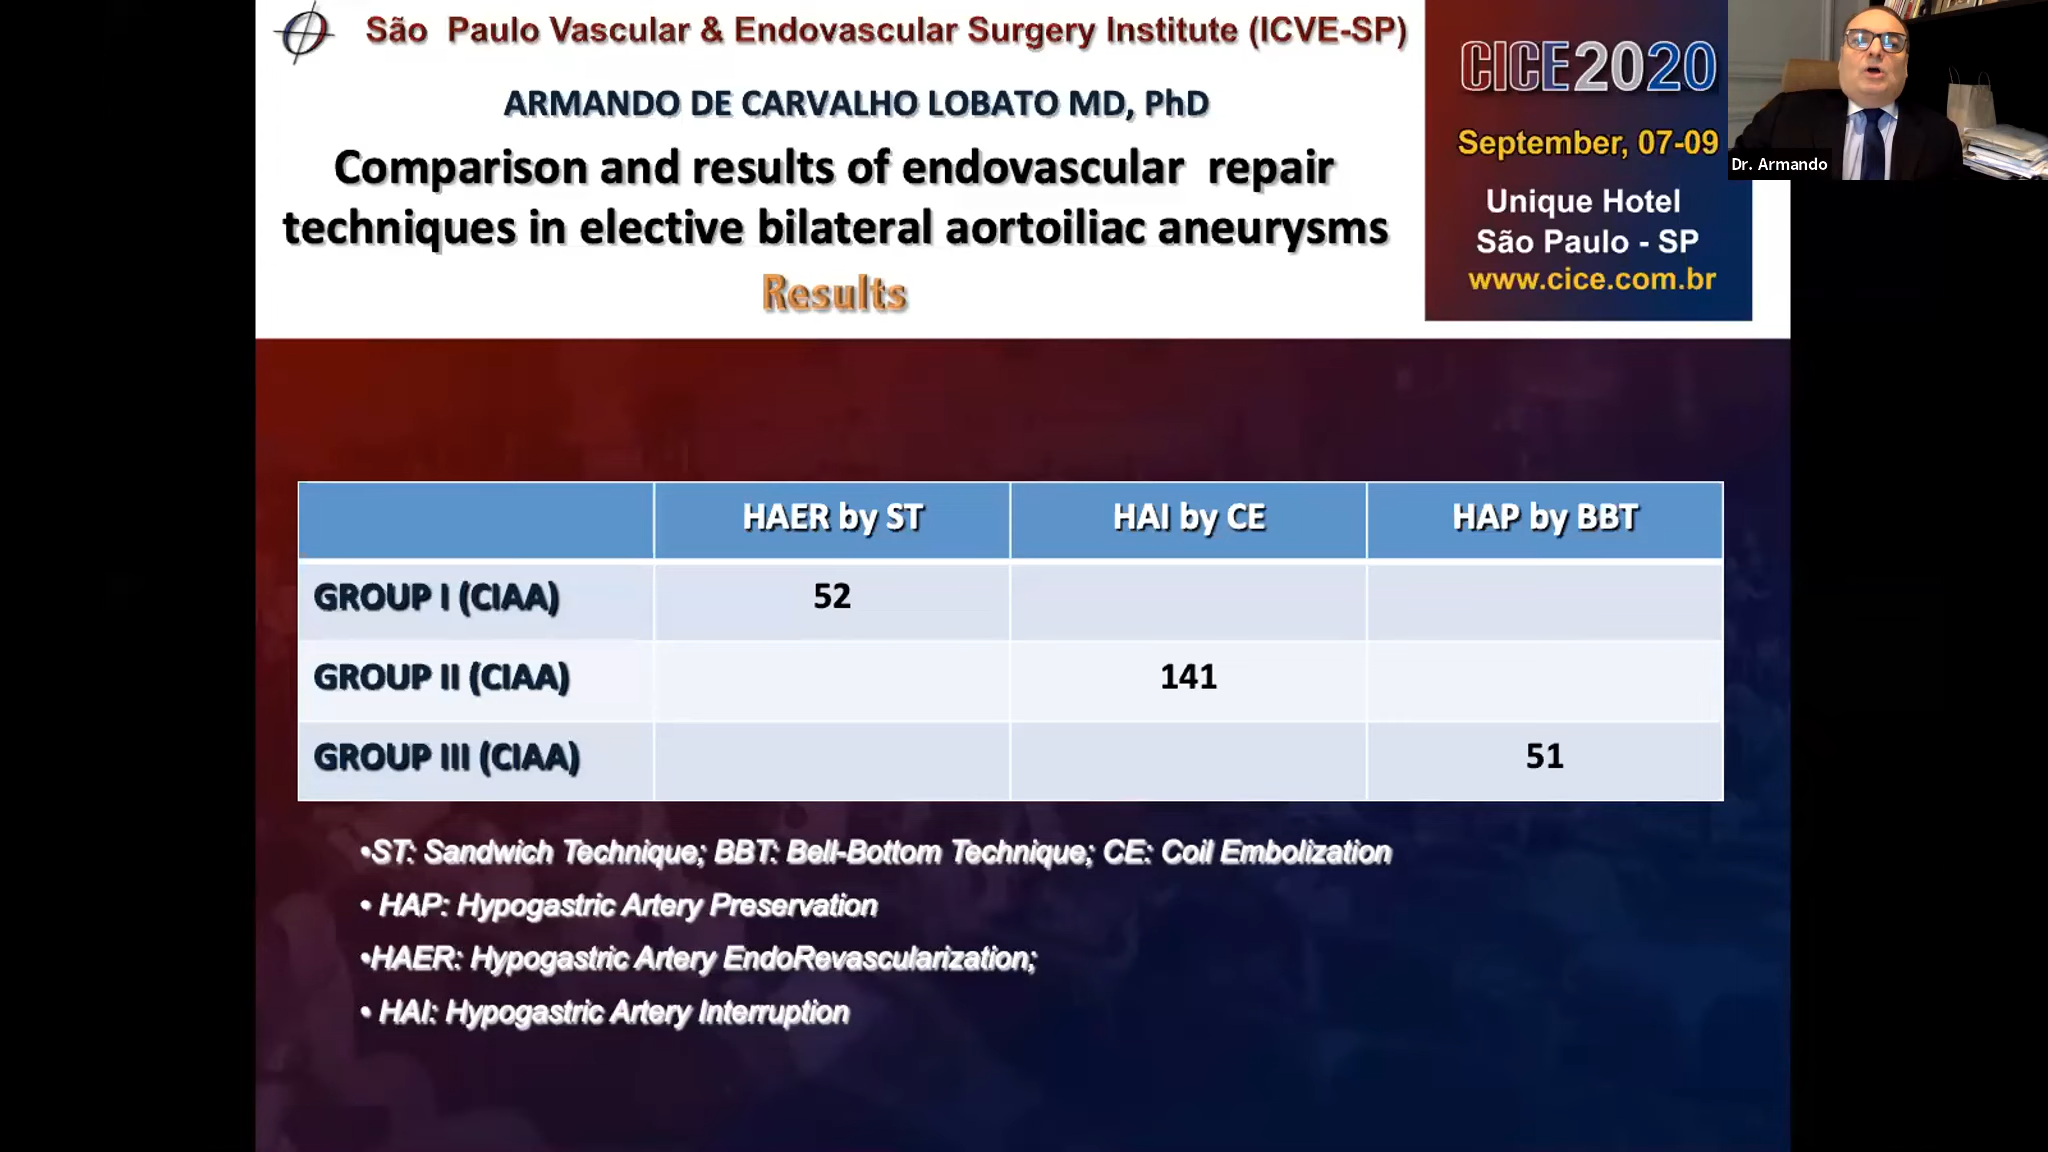 São Paulo Vascular & Endovascular Surgery Institute (ICVE-SP)
ARMANDO DE CARVALHO LOBATO MD, PhD
Comparison and results of endovascular repair
techniques in elective bilateral aortoiliac aneurysms
Results
CICE2020
September, 07-09
Unique Hotel
São Paulo - SP
www.cice.com.br
Dr. Armando
HAER by ST HAI by CE HAP by BBT
GROUP I (CIAA) 52
GROUP II (CIAA) 141
GROUP III (CIAA) 51
•ST: Sandwich Technique; BBT: Bell-Bottom Technique; CE: Coil Embolization
• HAP: Hypogastric Artery Preservation
•HAER: Hypogastric Artery EndoRevascularization;
• HAI: Hypogastric Artery Interruption